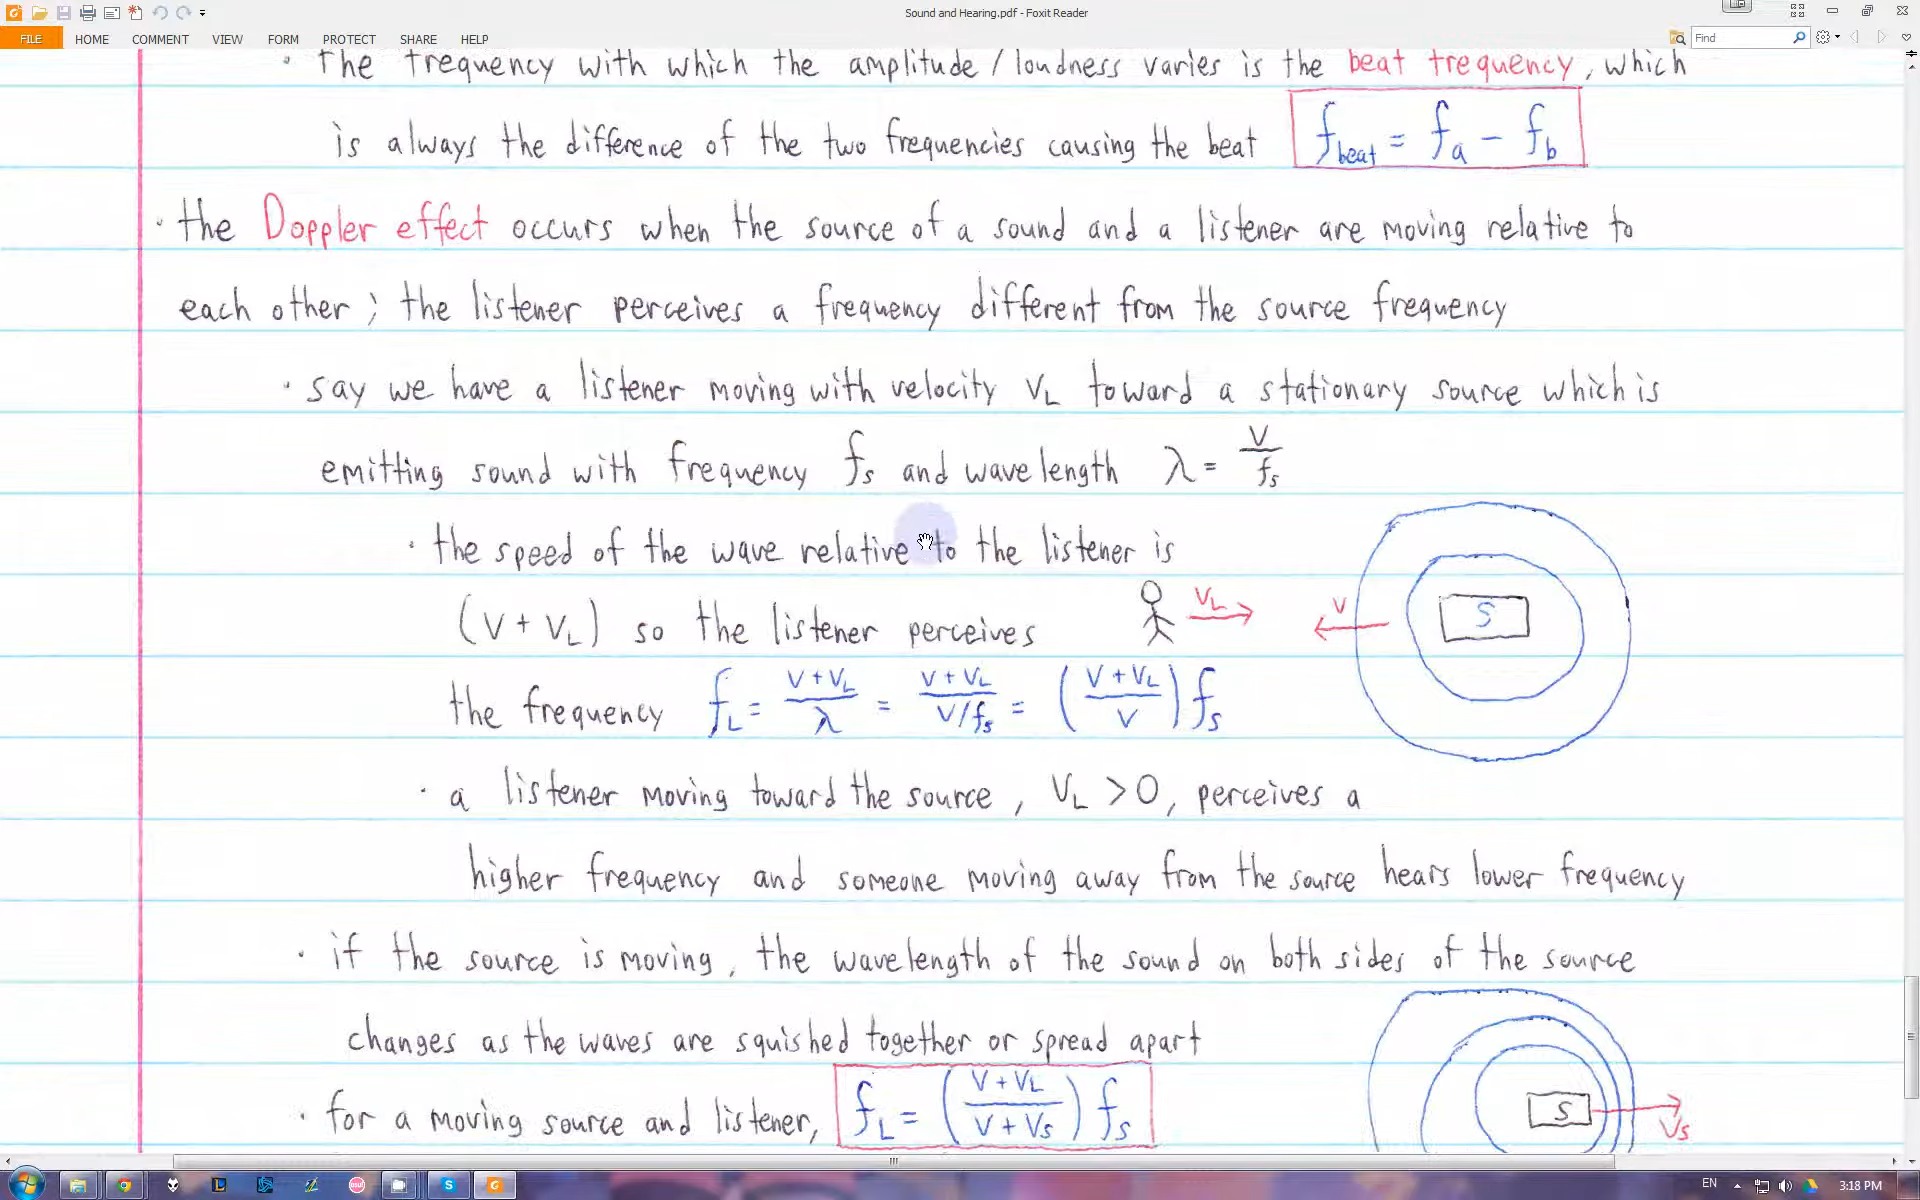 Sound and Hearing.pdf - Foxit Reader
FILE HOME COMMENT VIEW FORM PROTECT SHARE HELP
Find
· the frequency with which the amplitude / loudness varies is the beat frequency, which
is always the difference of the two frequencies causing the beat f_beat = f_a - f_b
· the Doppler effect occurs when the source of a sound and a listener are moving relative to
each other; the listener perceives a frequency different from the source frequency
· say we have a listener moving with velocity V_L toward a stationary source which is
emitting sound with frequency f_s and wavelength λ = V/f_s
· the speed of the wave relative to the listener is
(V + V_L) so the listener perceives
V_L
V
S
the frequency f_L = (V + V_L)/λ = (V + V_L)/(V/f_s) = ((V + V_L)/V) f_s
· a listener moving toward the source, V_L > 0, perceives a
higher frequency and someone moving away from the source hears lower frequency
· if the source is moving, the wavelength of the sound on both sides of the source
changes as the waves are squished together or spread apart
· for a moving source and listener, f_L = ((V + V_L)/(V + V_s)) f_s
S
V_s
EN
3:18 PM